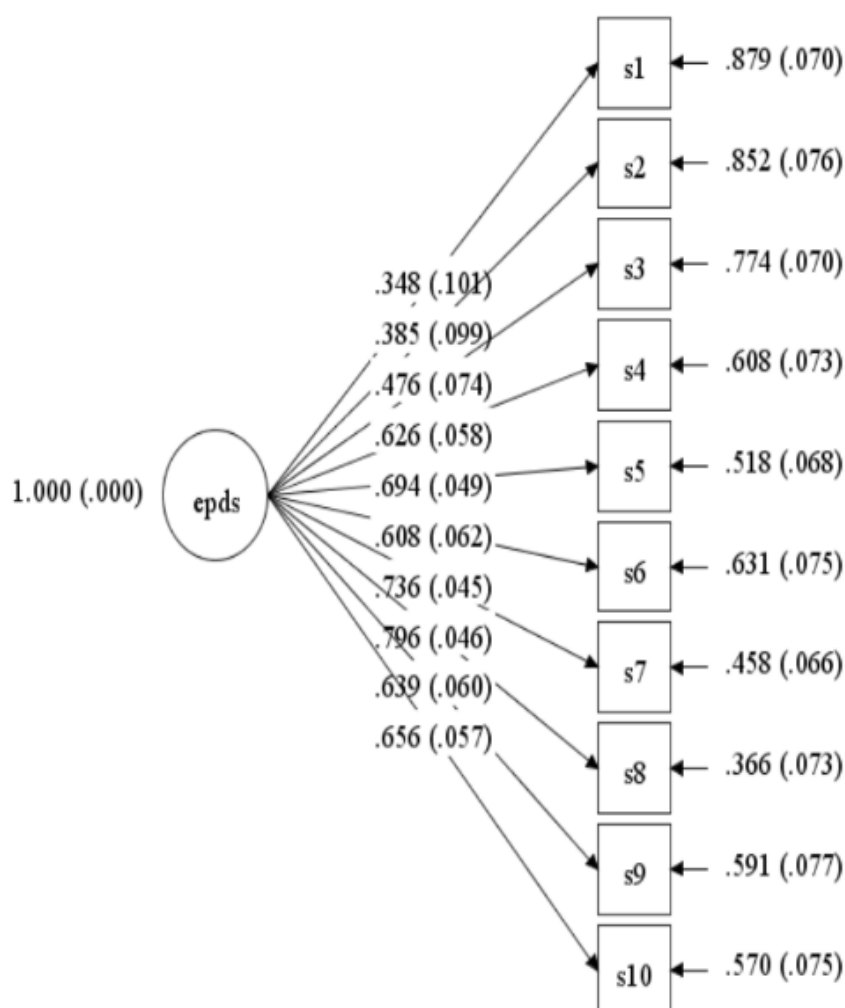 s1
.879 (.070)
s2
.852 (.076)
s3
.774 (.070)
s4
.608 (.073)
s5
.518 (.068)
s6
.631 (.075)
s7
.458 (.066)
s8
.366 (.073)
s9
.591 (.077)
s10
.570 (.075)
.348 (.101)
.385 (.099)
.476 (.074)
.626 (.058)
.694 (.049)
.608 (.062)
.736 (.045)
.796 (.046)
.639 (.060)
.656 (.057)
1.000 (.000)
epds